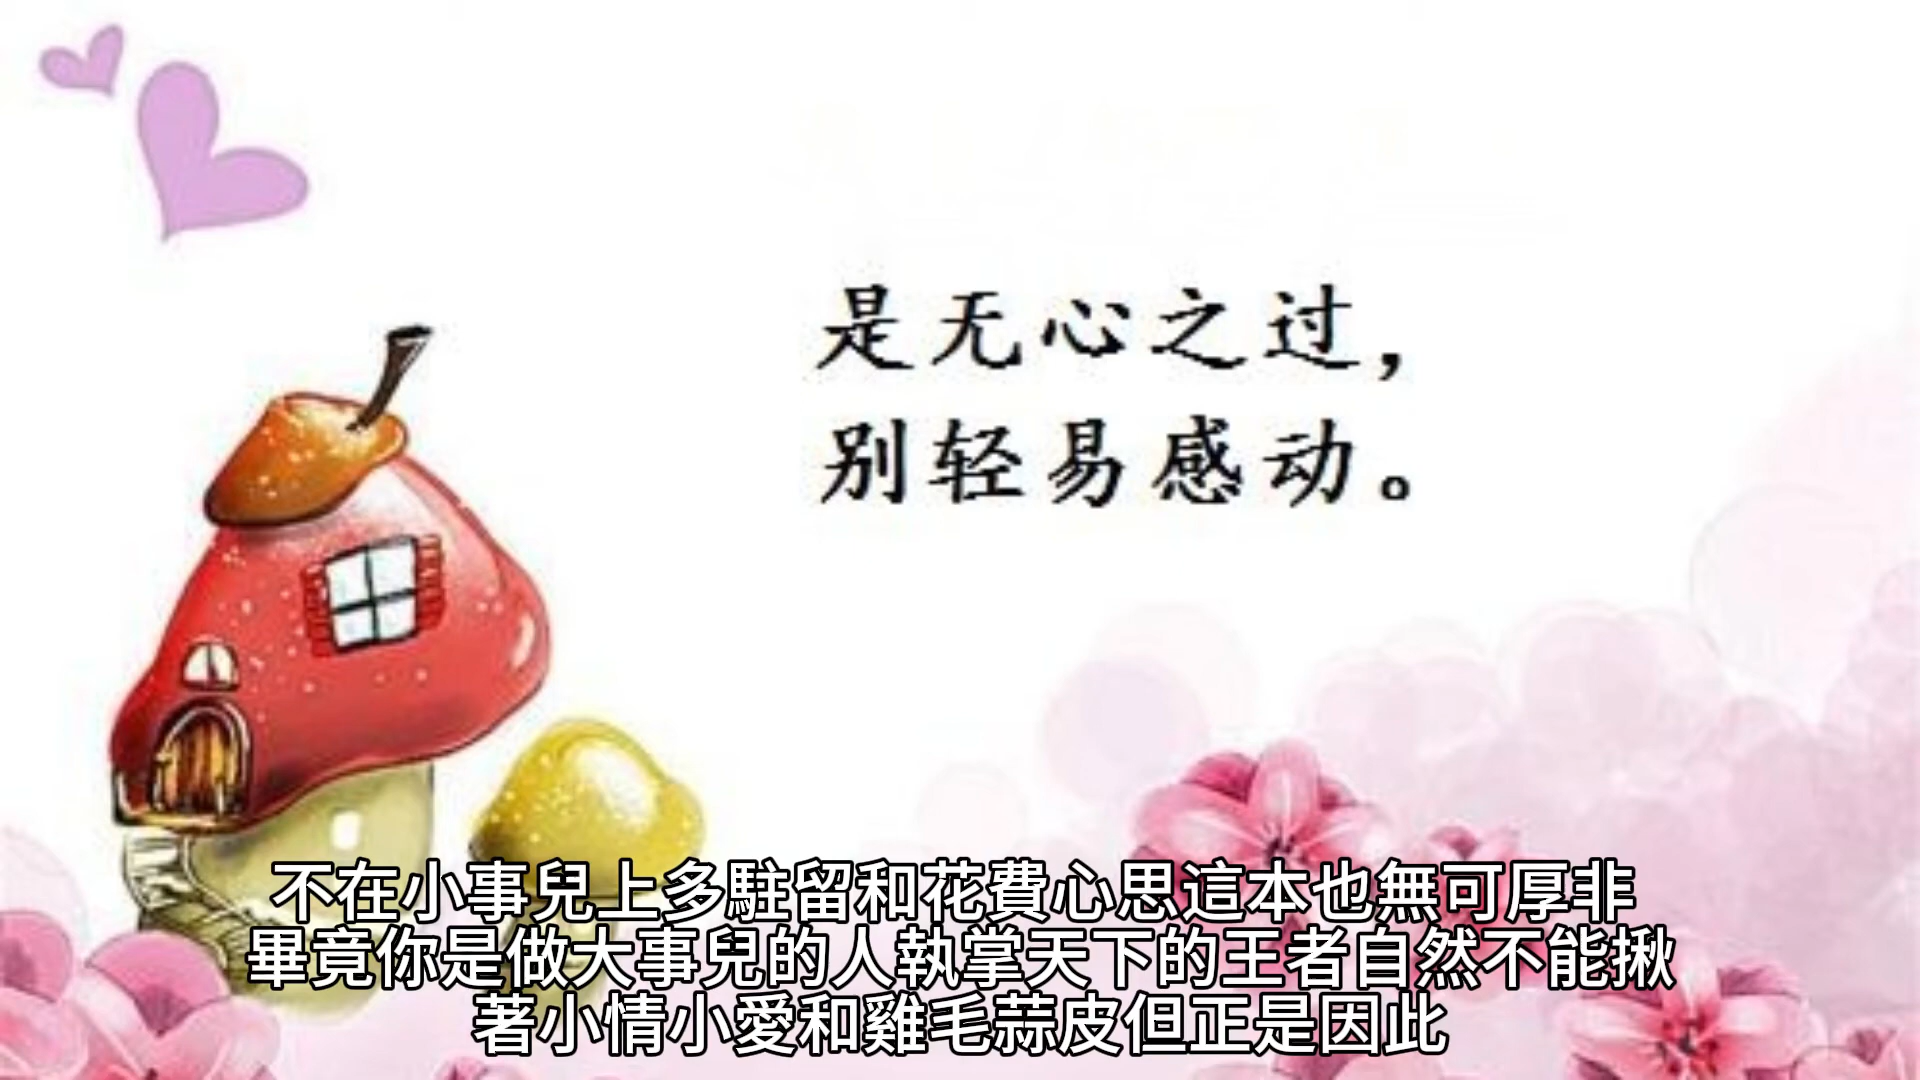 是无心之过，
别轻易感动。
不在小事兒上多駐留和花費心思這本也無可厚非
畢竟你是做大事兒的人執掌天下的王者自然不能揪
著小情小愛和雞毛蒜皮但正是因此